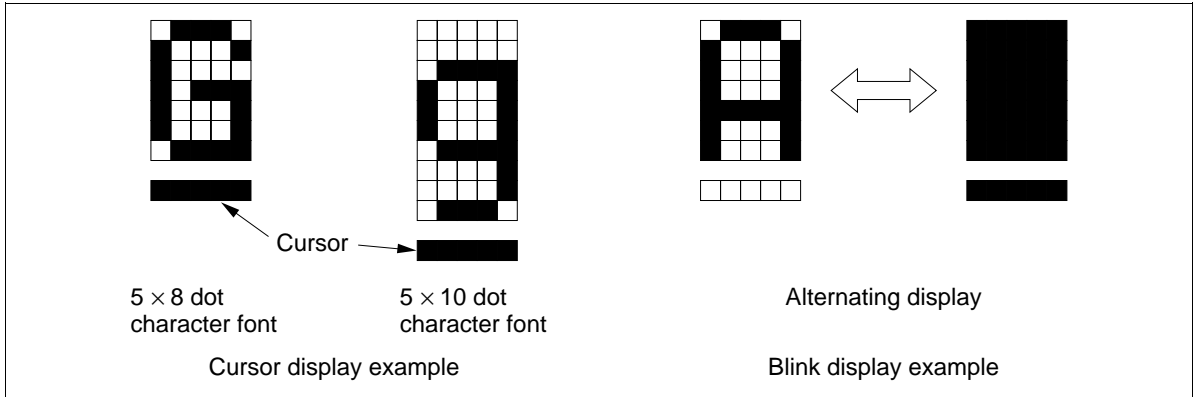 Cursor
5 × 8 dot
character font
5 × 10 dot
character font
Alternating display
Cursor display example
Blink display example